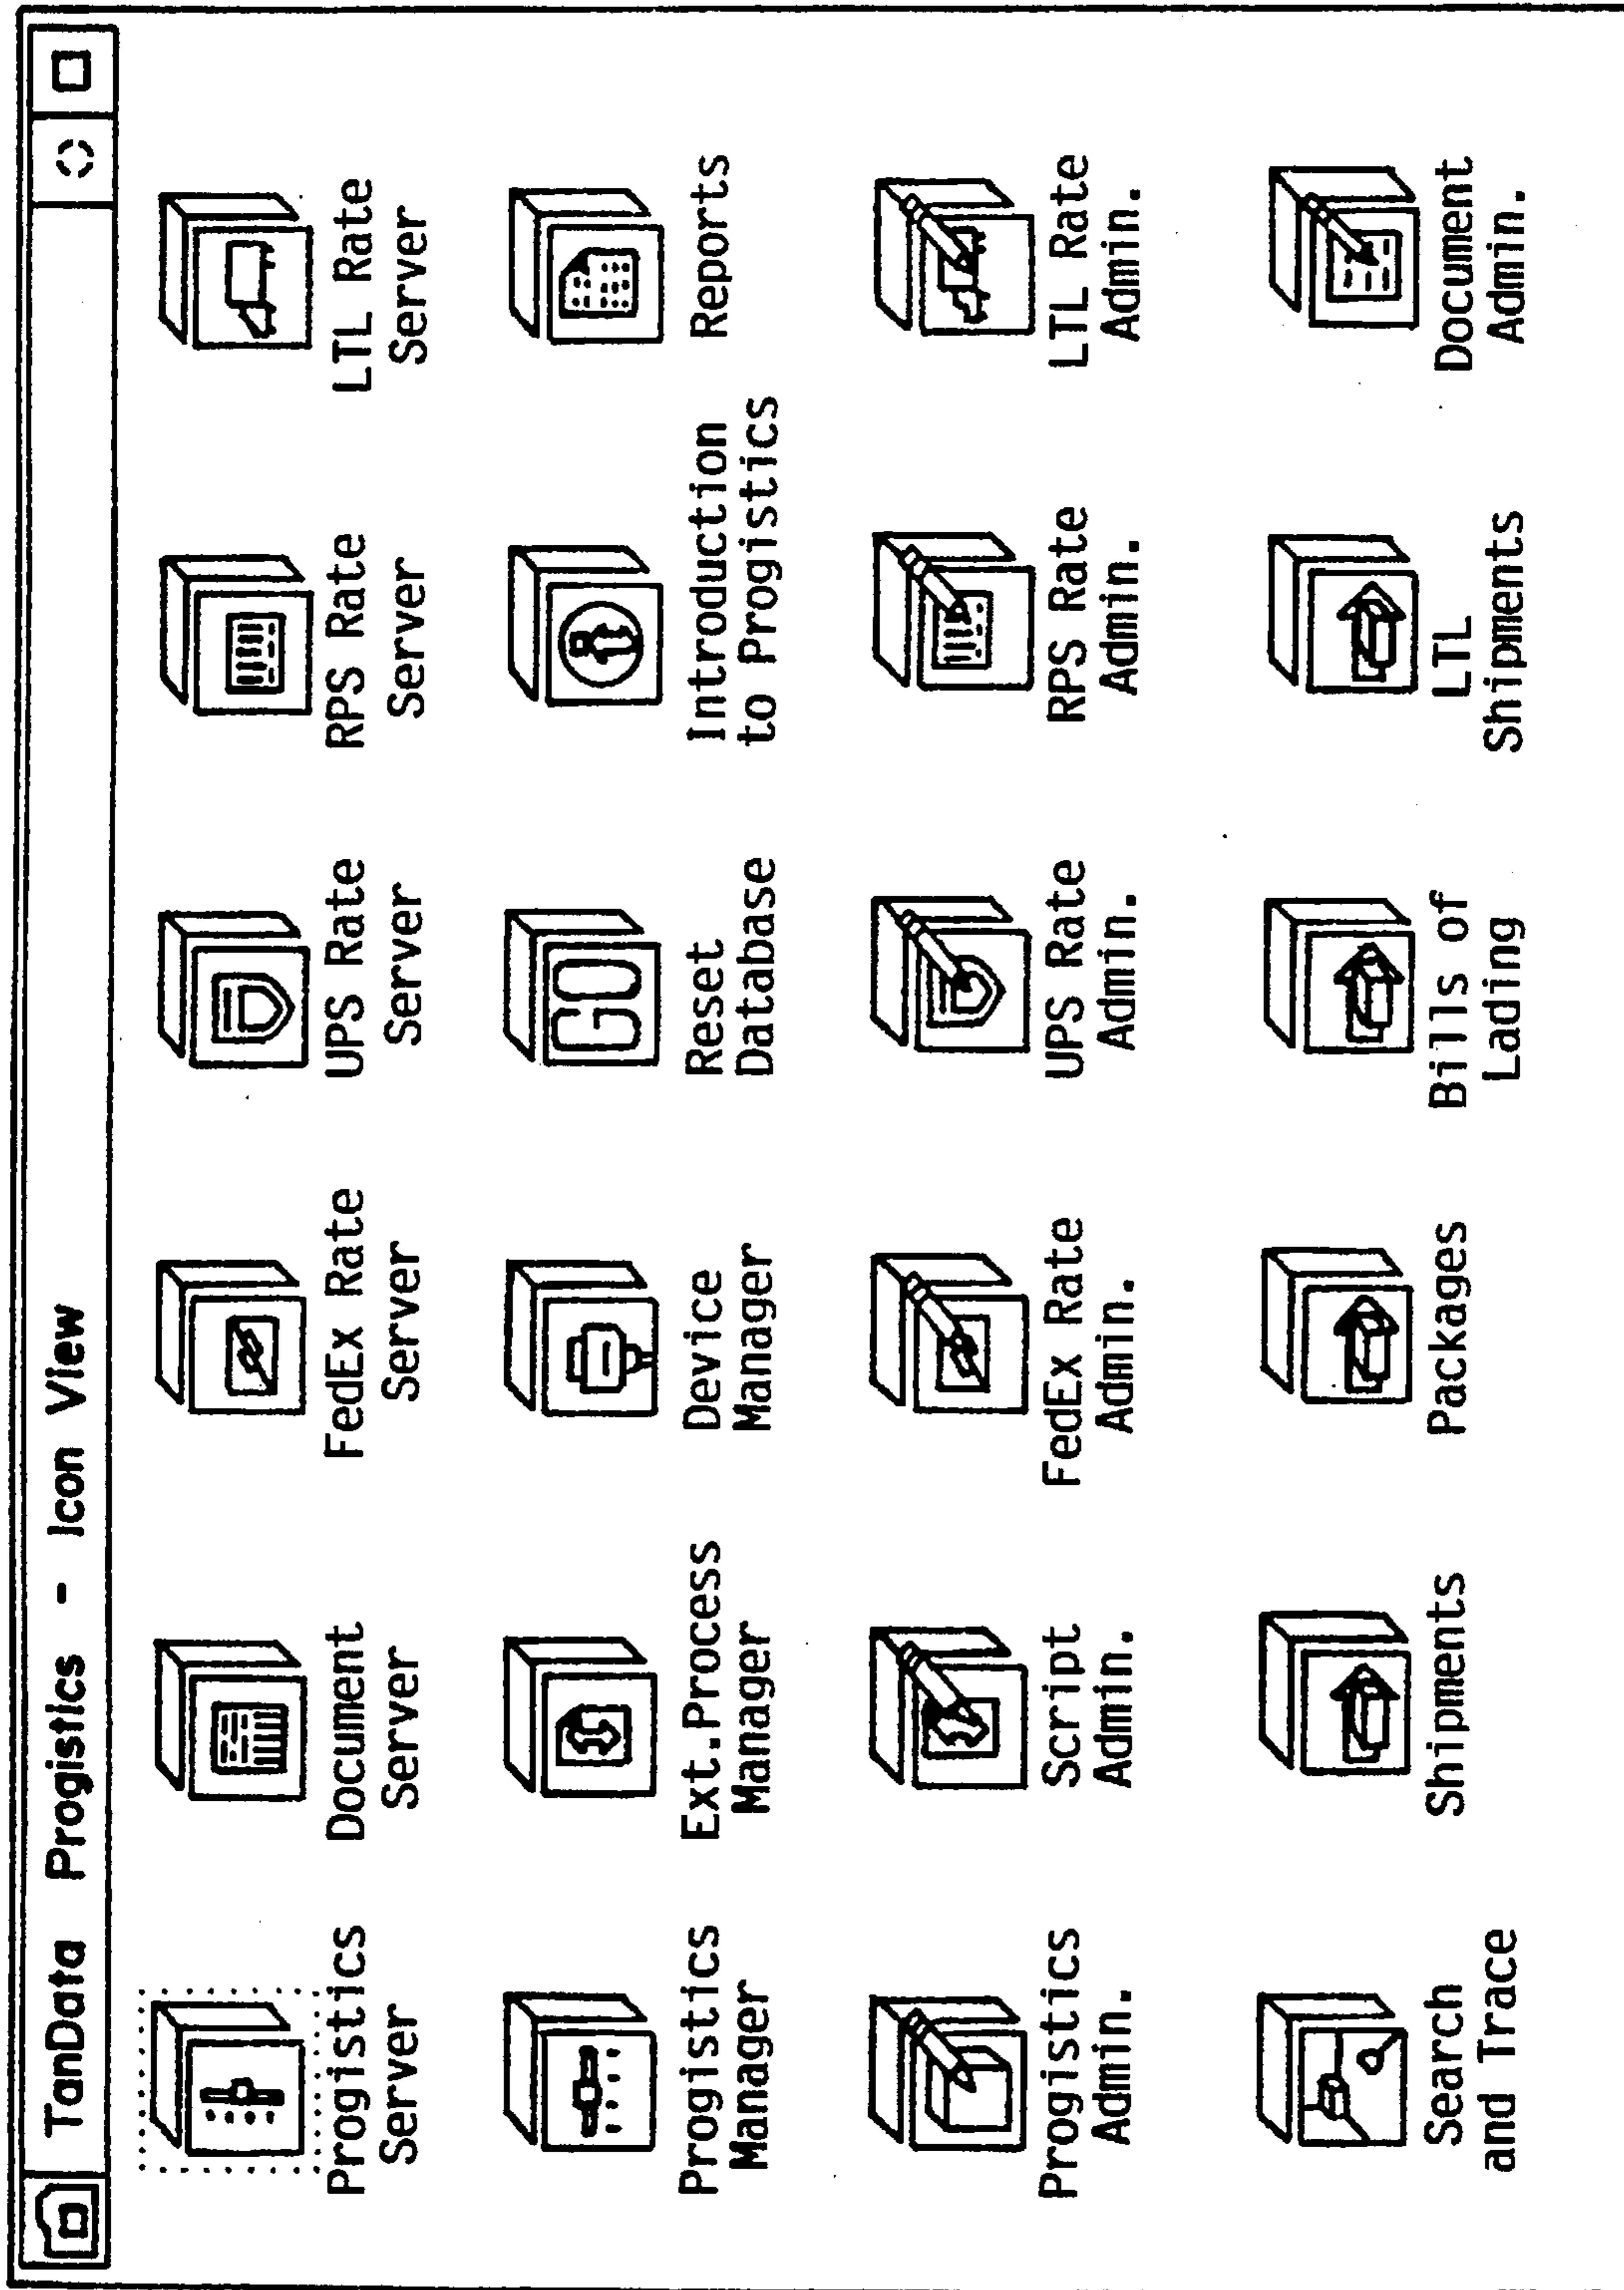 TanData Progistics - Icon View
Progistics
Server
Document
Server
FedEx Rate
Server
UPS Rate
Server
RPS Rate
Server
LTL Rate
Server
Progistics
Manager
Ext.Process
Manager
Device
Manager
GO
Reset
Database
Introduction
to Progistics
Reports
Progistics
Admin.
Script
Admin.
FedEx Rate
Admin.
UPS Rate
Admin.
RPS Rate
Admin.
LTL Rate
Admin.
Search
and Trace
Shipments
Packages
Bills of
Lading
LTL
Shipments
Document
Admin.